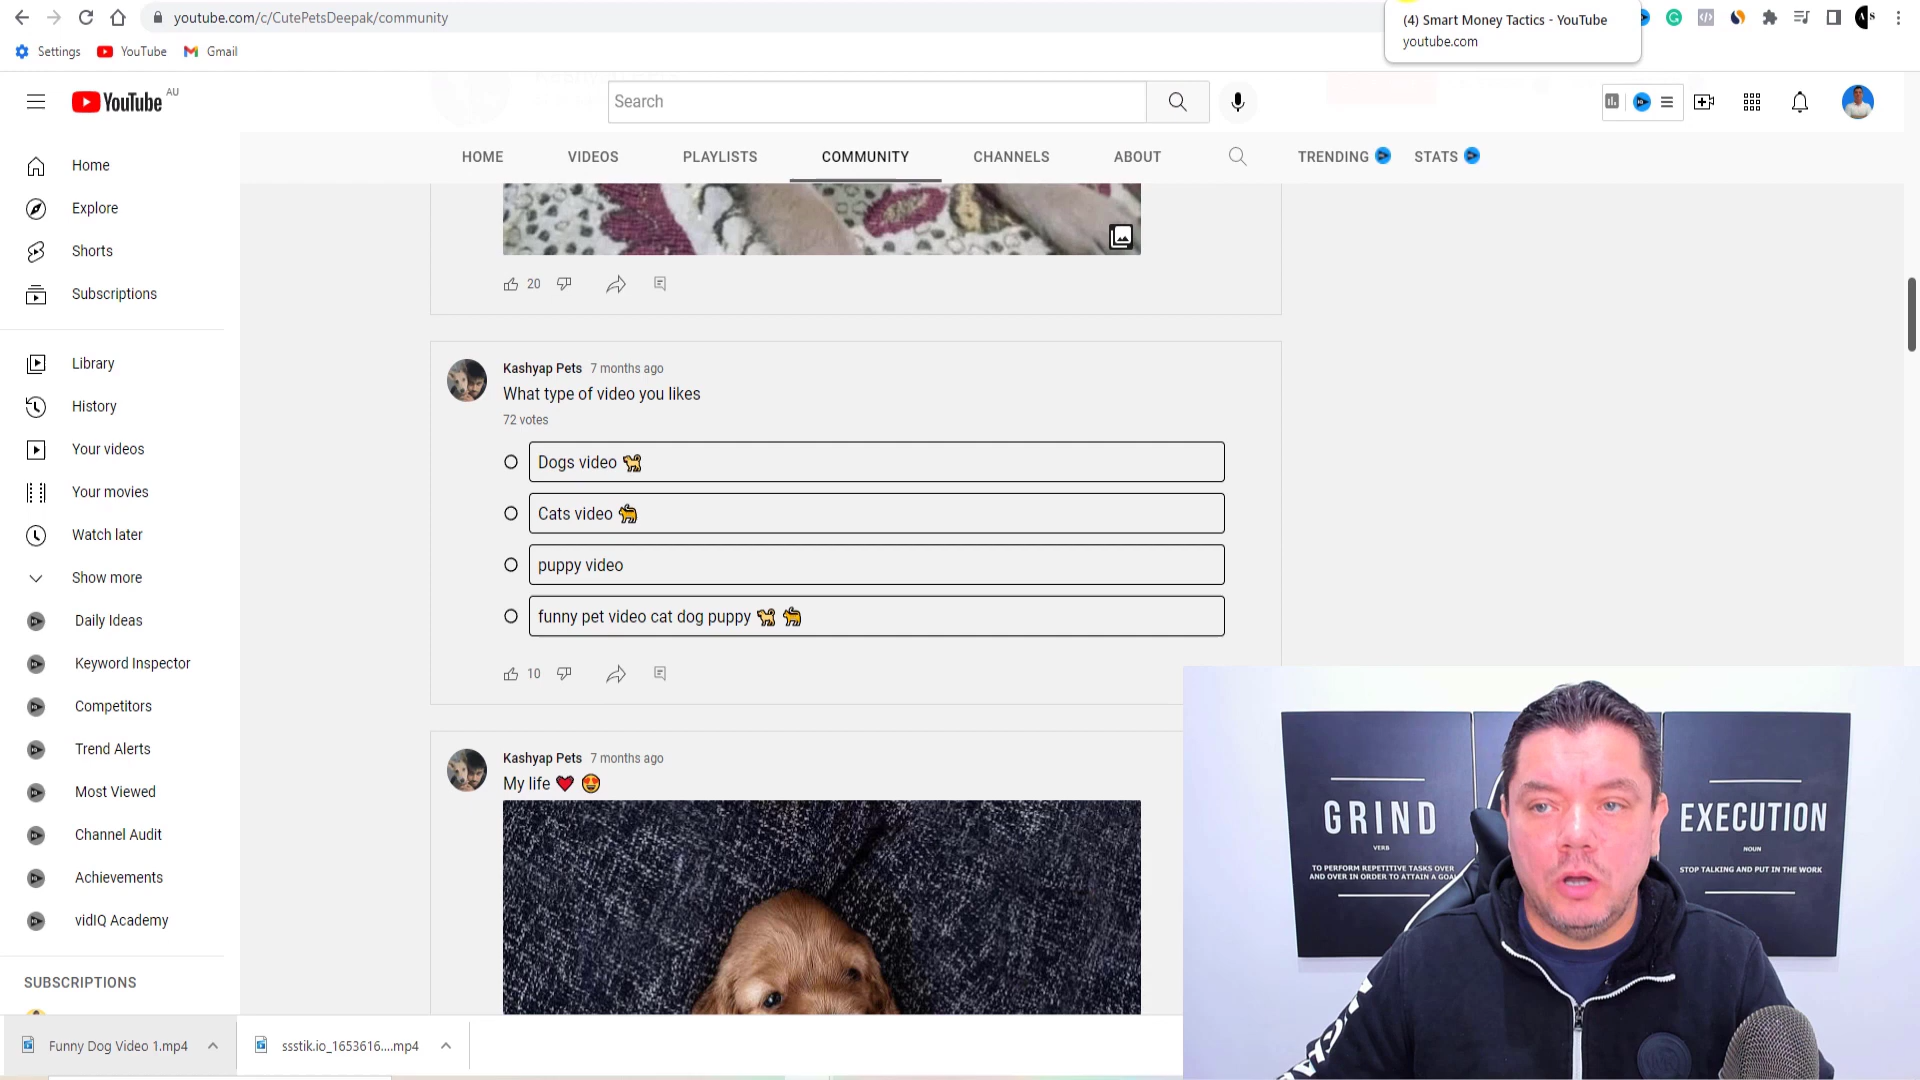 youtube.com/c/CutePetsDeepak/community
(4) Smart Money Tactics - YouTube
youtube.com
Settings
YouTube
Gmail
YouTube AU
Search
HOME
VIDEOS
PLAYLISTS
COMMUNITY
CHANNELS
ABOUT
TRENDING
STATS
Home
Explore
Shorts
Subscriptions
Library
History
Your videos
Your movies
Watch later
Show more
Daily Ideas
Keyword Inspector
Competitors
Trend Alerts
Most Viewed
Channel Audit
Achievements
vidIQ Academy
SUBSCRIPTIONS
20
Kashyap Pets 7 months ago
What type of video you likes
72 votes
Dogs video 🐕
Cats video 🐈
puppy video
funny pet video cat dog puppy 🐕 🐈
10
Kashyap Pets 7 months ago
My life ❤️ 😍
GRIND
VERB
TO PERFORM REPETITIVE TASKS OVER
AND OVER IN ORDER TO ATTAIN A GOAL
EXECUTION
NOUN
STOP TALKING AND PUT IN THE WORK
Funny Dog Video 1.mp4
ssstik.io_1653616....mp4